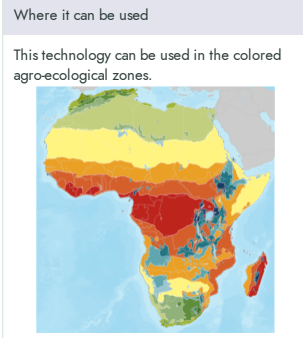 Where it can be used
This technology can be used in the colored
agro-ecological zones.